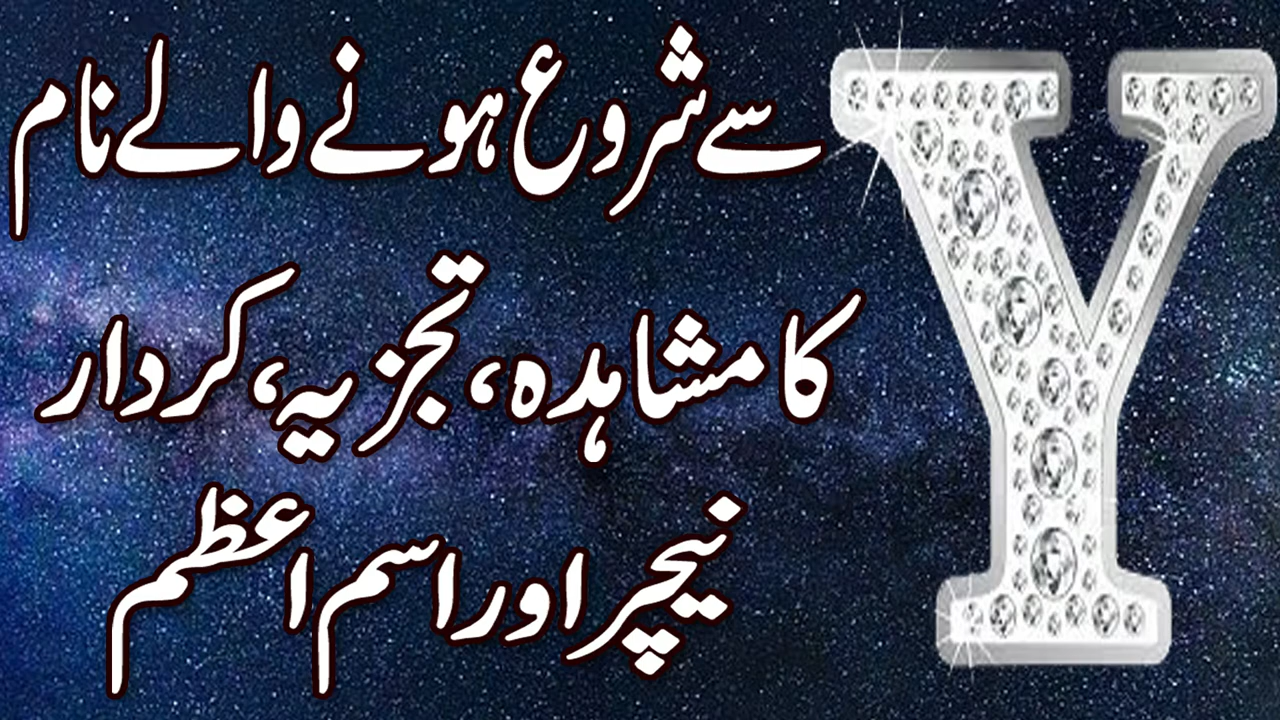 Y سے شروع ہونے والے نام
کا مشاہدہ، تجزیہ، کردار
نیچر اور اسم اعظم